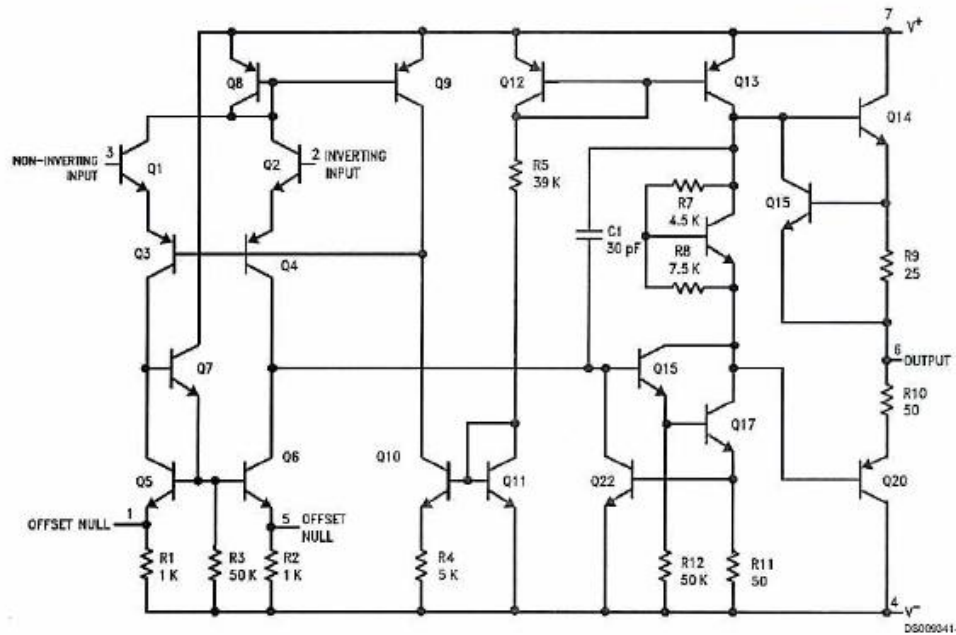 7
V+
Q8
Q9
Q12
Q13
Q14
3
NON-INVERTING
INPUT
Q1
Q2
2
INVERTING
INPUT
R5
39 K
R7
4.5 K
Q15
C1
30 pF
R8
7.5 K
Q3
Q4
R9
25
Q7
Q15
6
OUTPUT
R10
50
Q17
Q5
Q6
Q10
Q11
Q22
Q20
1
OFFSET NULL
5
OFFSET
NULL
R1
1 K
R3
50 K
R2
1 K
R4
5 K
R12
50 K
R11
50
4
V-